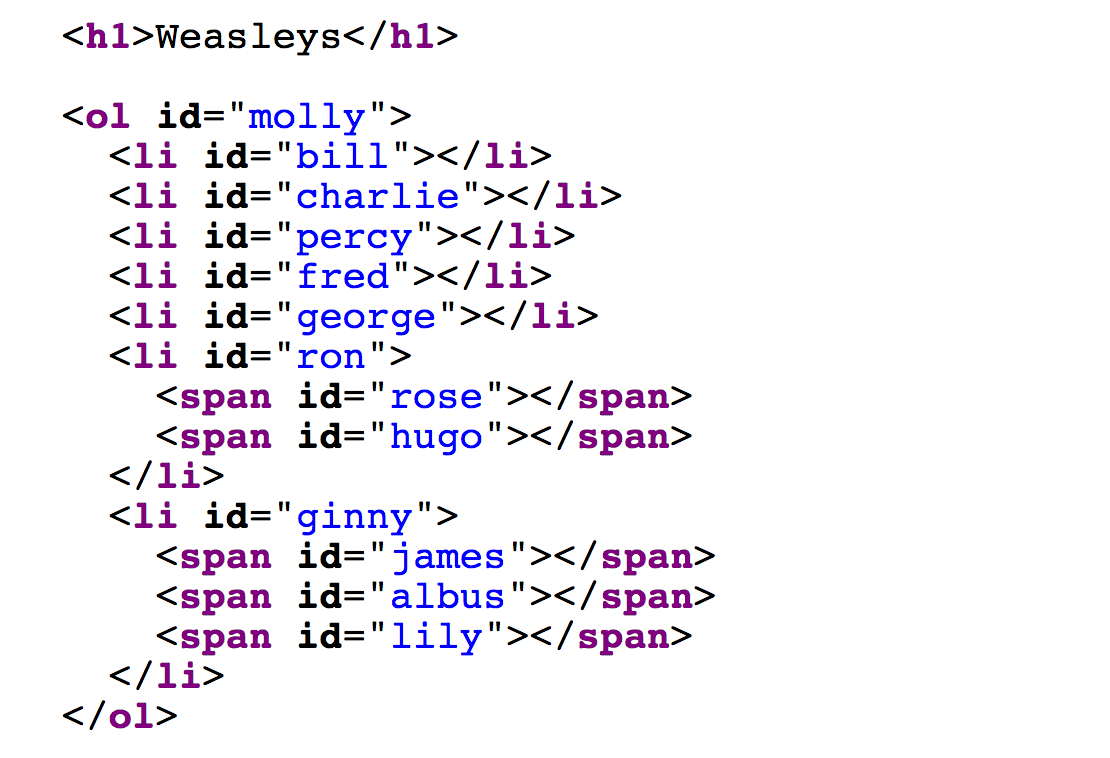 <h1>Weasleys</h1>
<ol id="molly">
<li id="bill"></li>
<li id="charlie"></li>
<li id="percy"></li>
<li id="fred"></li>
<li id="george"></li>
<li id="ron">
<span id="rose"></span>
<span id="hugo"></span>
</li>
<li id="ginny">
<span id="james"></span>
<span id="albus"></span>
<span id="lily"></span>
</li>
</ol>